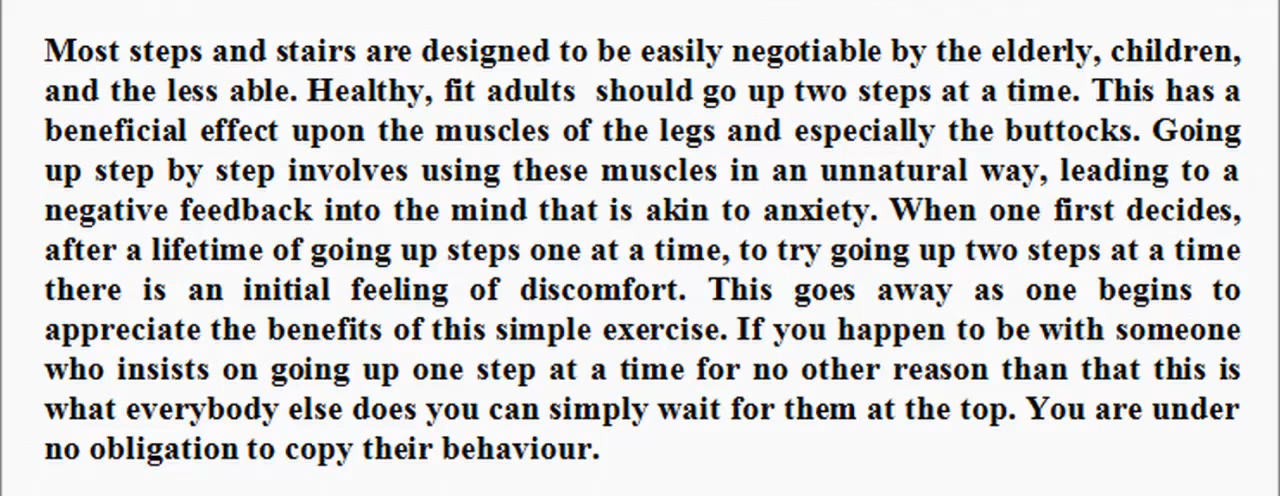 Most steps and stairs are designed to be easily negotiable by the elderly, children,
and the less able. Healthy, fit adults  should go up two steps at a time. This has a
beneficial effect upon the muscles of the legs and especially the buttocks. Going
up step by step involves using these muscles in an unnatural way, leading to a
negative feedback into the mind that is akin to anxiety. When one first decides,
after a lifetime of going up steps one at a time, to try going up two steps at a time
there is an initial feeling of discomfort. This goes away as one begins to
appreciate the benefits of this simple exercise. If you happen to be with someone
who insists on going up one step at a time for no other reason than that this is
what everybody else does you can simply wait for them at the top. You are under
no obligation to copy their behaviour.